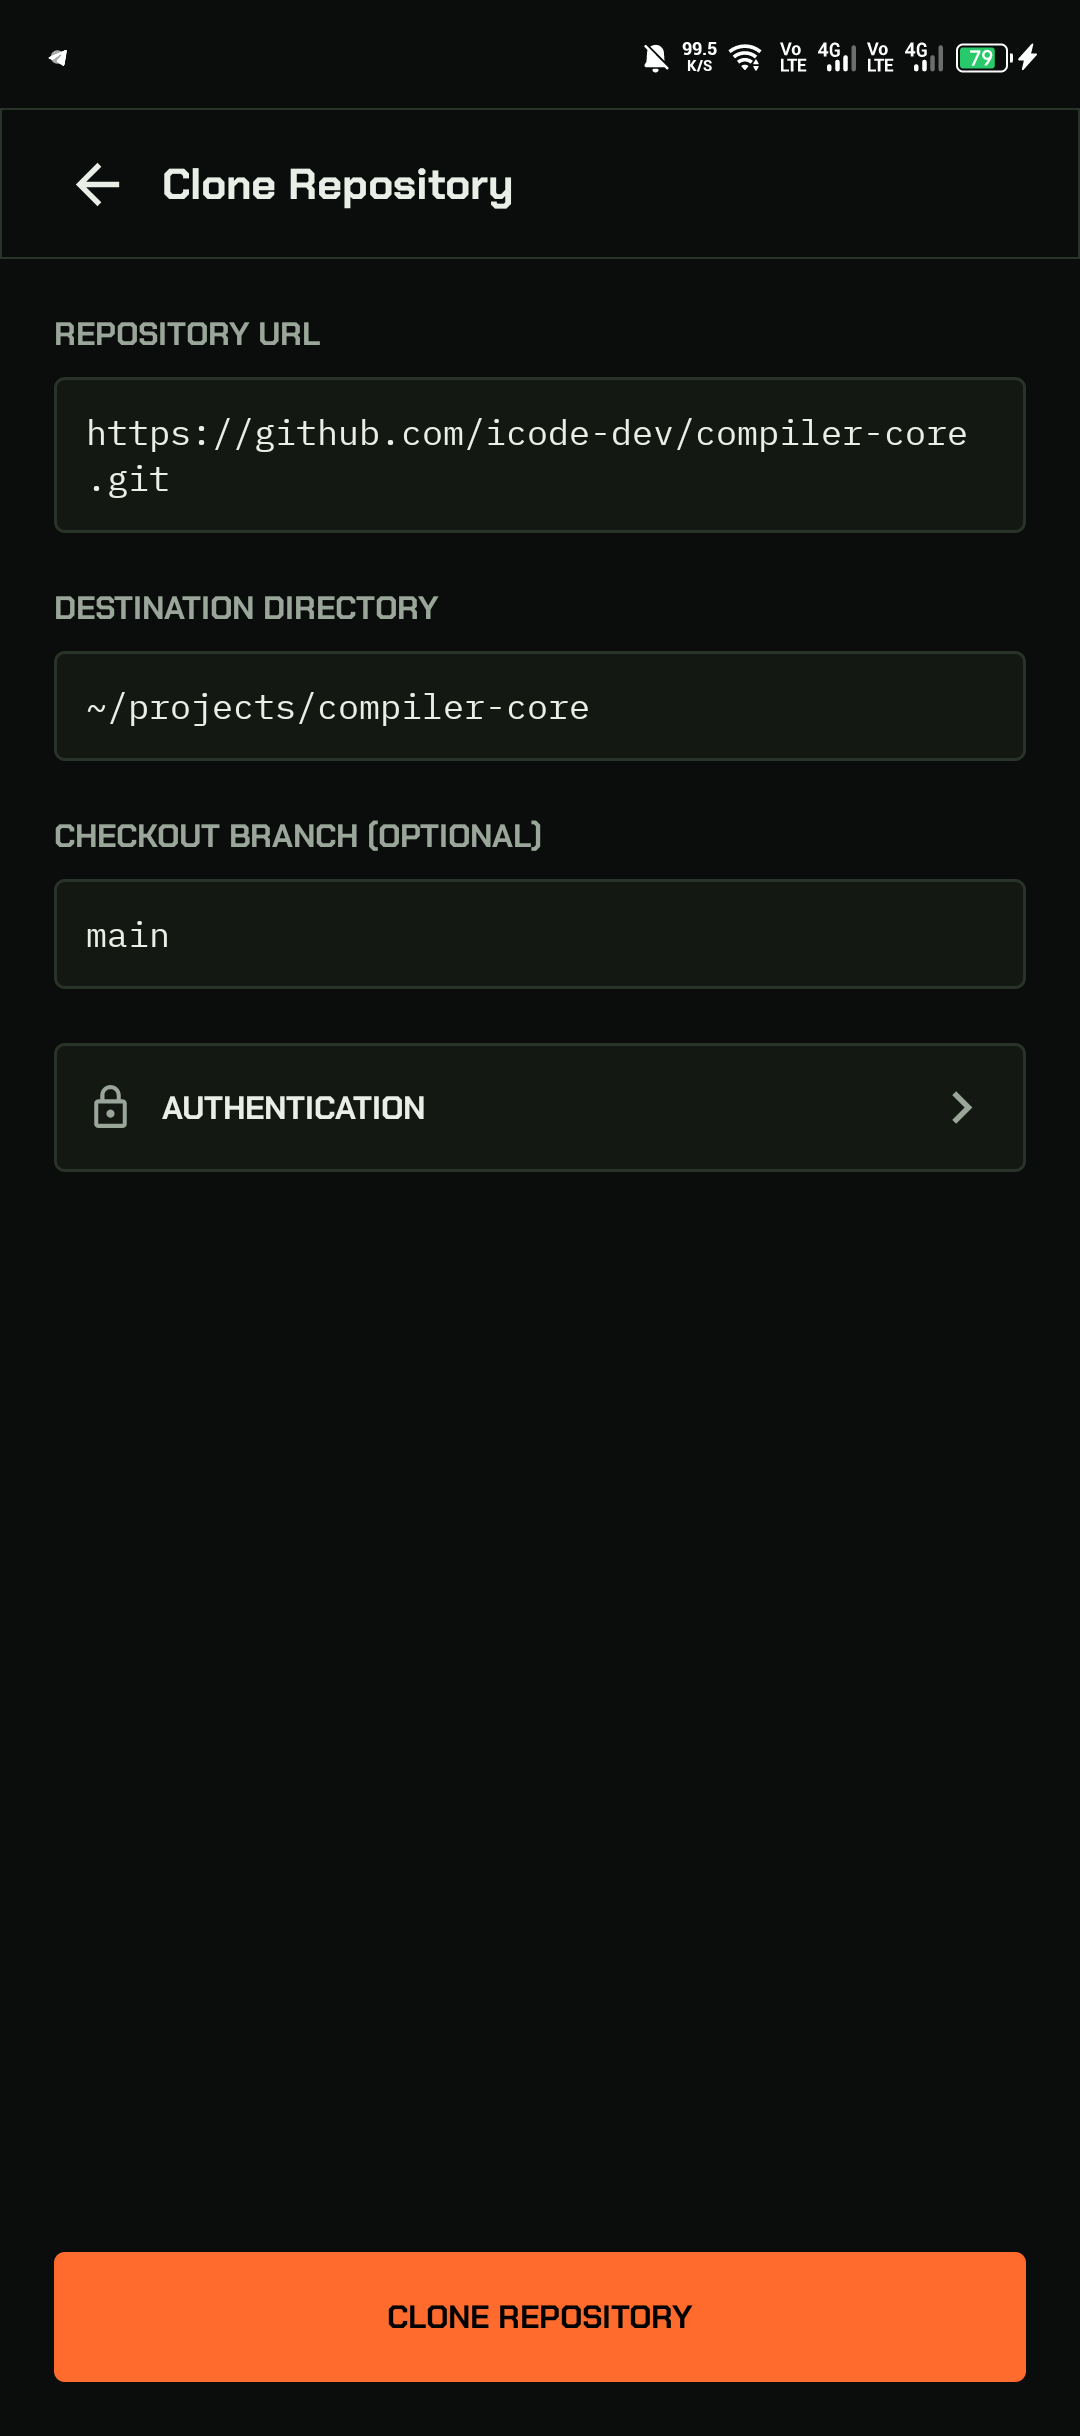 99.5
K/S
Vo
LTE
4G
Vo
LTE
4G
79
Clone Repository
REPOSITORY URL
https://github.com/icode-dev/compiler-core
.git
DESTINATION DIRECTORY
~/projects/compiler-core
CHECKOUT BRANCH (OPTIONAL)
main
AUTHENTICATION
CLONE REPOSITORY